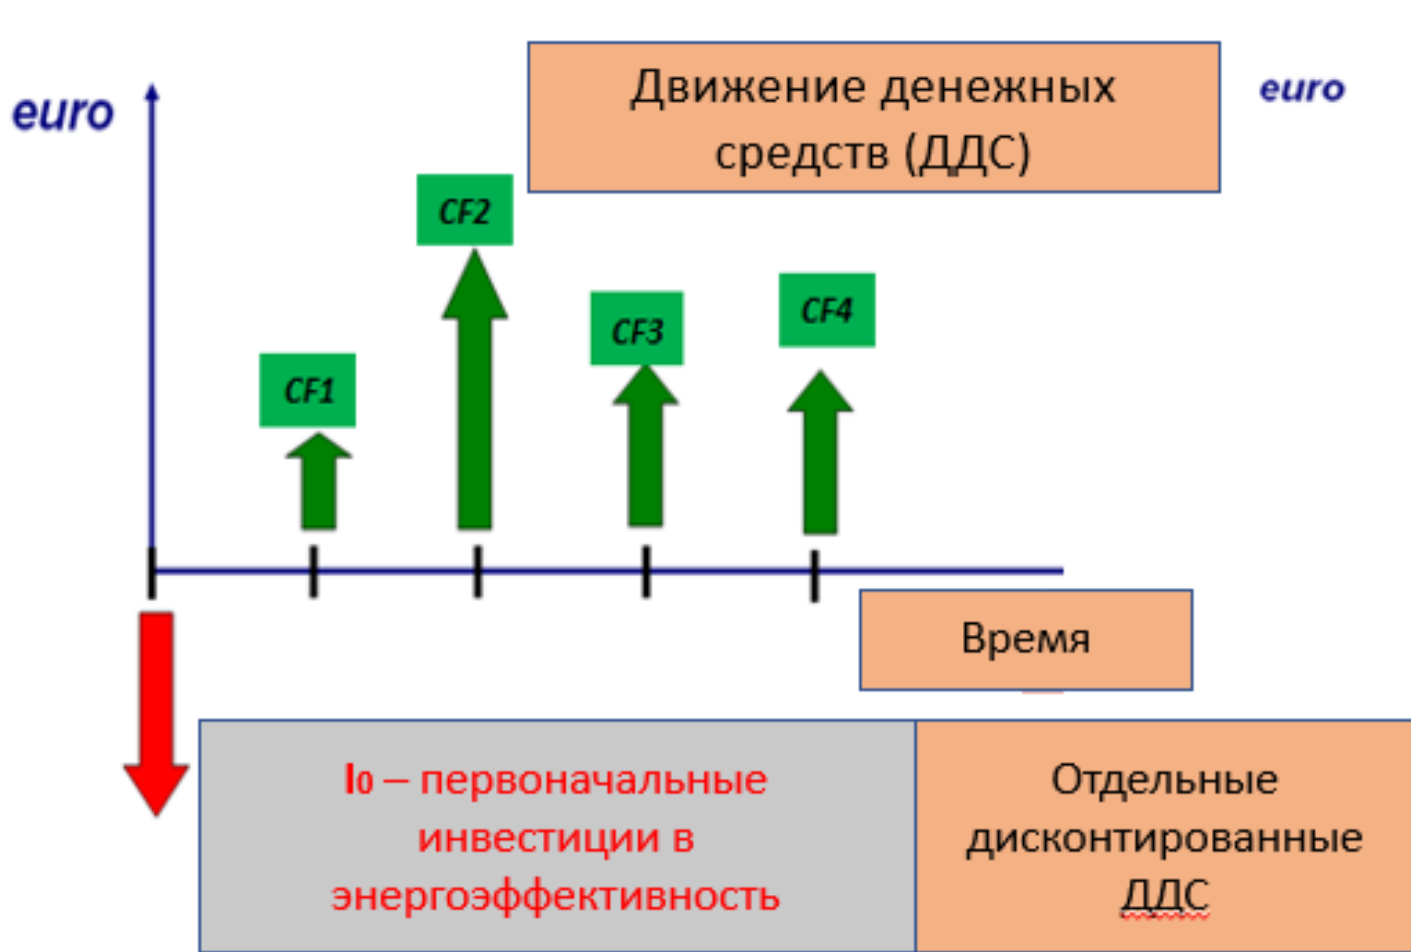 Движение денежных
средств (ДДС)
euro
euro
CF2
CF3
CF4
CF1
Время
I₀ – первоначальные
инвестиции в
энергоэффективность
Отдельные
дисконтированные
ДДС